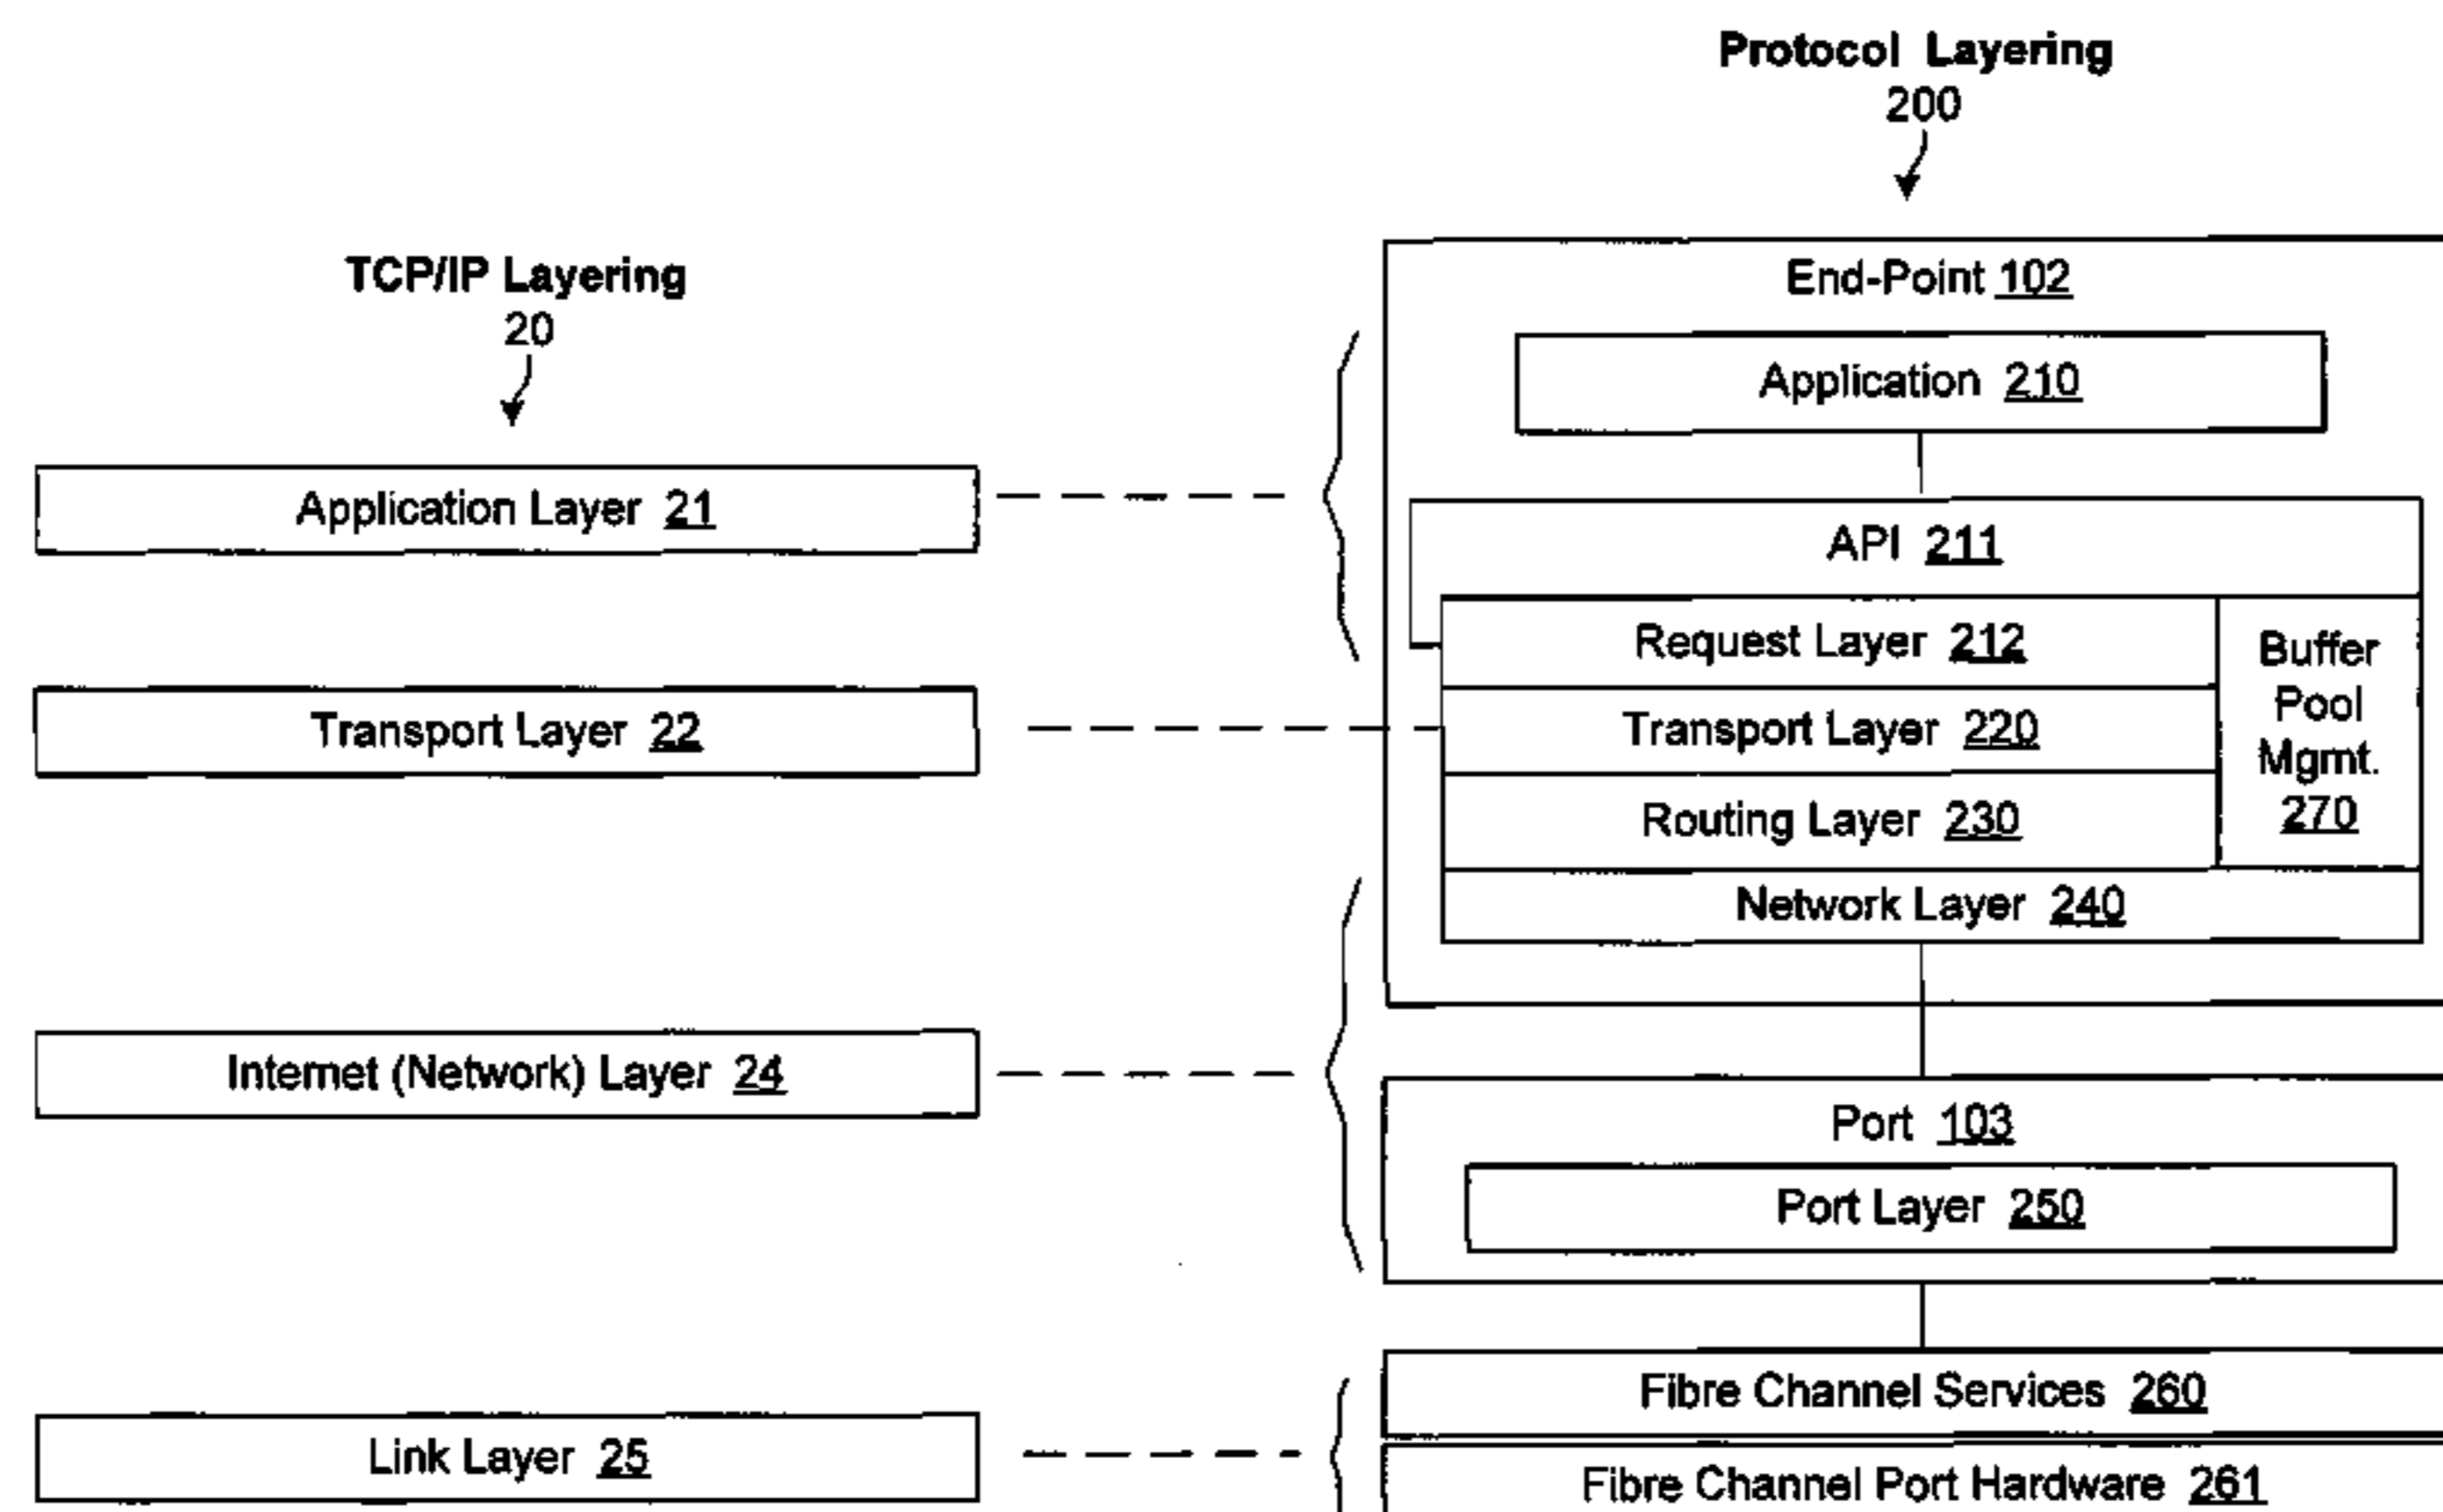 Protocol Layering
200
TCP/IP Layering
20
End-Point 102
Application 210
Application Layer 21
API 211
Request Layer 212
Buffer
Pool
Mgmt.
270
Transport Layer 22
Transport Layer 220
Routing Layer 230
Network Layer 240
Internet (Network) Layer 24
Port 103
Port Layer 250
Fibre Channel Services 260
Link Layer 25
Fibre Channel Port Hardware 261